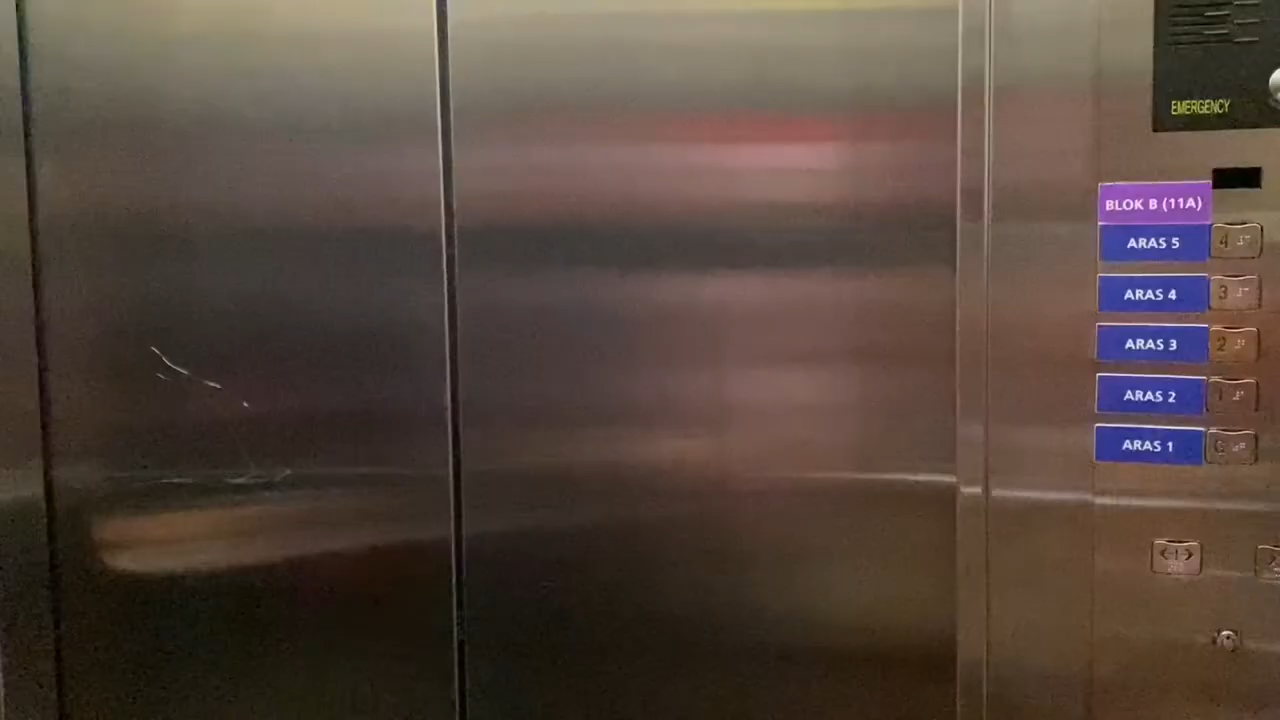 EMERGENCY
BLOK B (11A)
ARAS 5
4
ARAS 4
3
ARAS 3
2
ARAS 2
1
ARAS 1
G